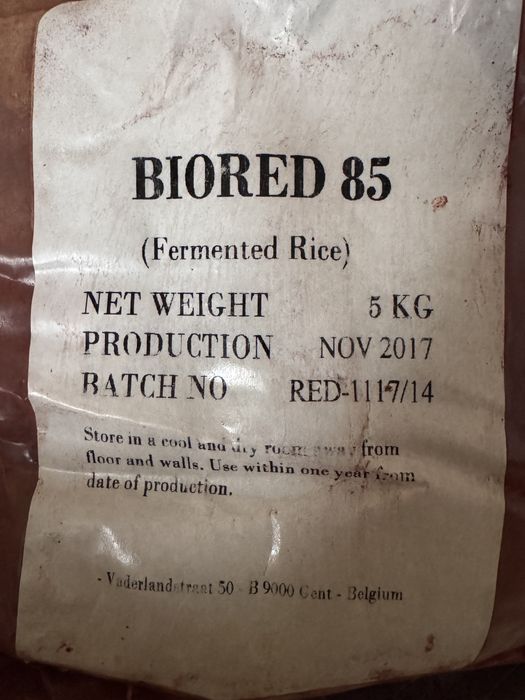 BIORED 85
(Fermented Rice)
NET WEIGHT 5 KG
PRODUCTION NOV 2017
BATCH NO RED-1117/14
Store in a cool and dry room away from
floor and walls. Use within one year from
date of production.
- Vaderlandstraat 50 - B 9000 Gent - Belgium